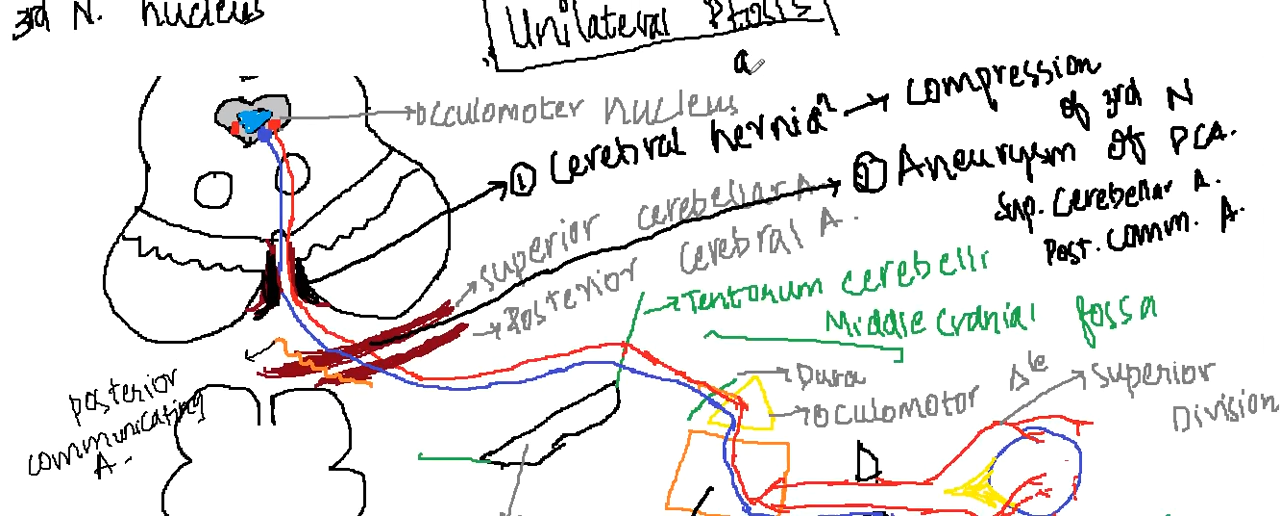 3rd N. nucleus
Unilateral Ptosis
a
occulomoter nucleus
① Cerebral herniaⁿ → compression
of 3rd N
② Aneurysm of PCA.
Sup. Cerebellar A.
Post. Comm. A.
superior cerebellar A
Posterior cerebral A.
Tentorium cerebelli
Middle cranial fossa
posterior
communicating
A.
Dura
Oculomotor Δle
superior
Division
D